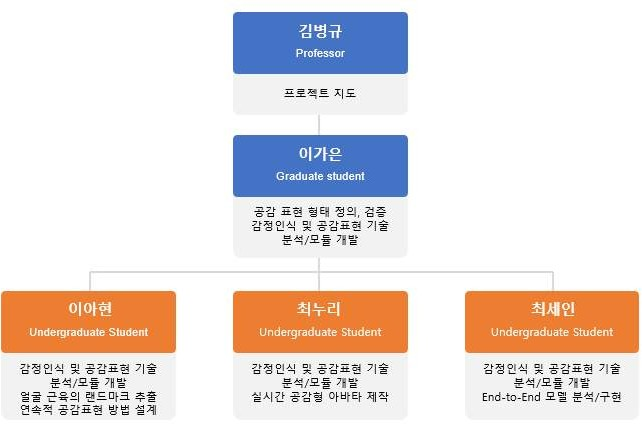 김병규
Professor
프로젝트 지도
이가은
Graduate student
공감 표현 형태 정의, 검증
감정인식 및 공감표현 기술
분석/모듈 개발
이아현
Undergraduate Student
감정인식 및 공감표현 기술
분석/모듈 개발
얼굴 근육의 랜드마크 추출
연속적 공감표현 방법 설계
최누리
Undergraduate Student
감정인식 및 공감표현 기술
분석/모듈 개발
실시간 공감형 아바타 제작
최세인
Undergraduate Student
감정인식 및 공감표현 기술
분석/모듈 개발
End-to-End 모델 분석/구현